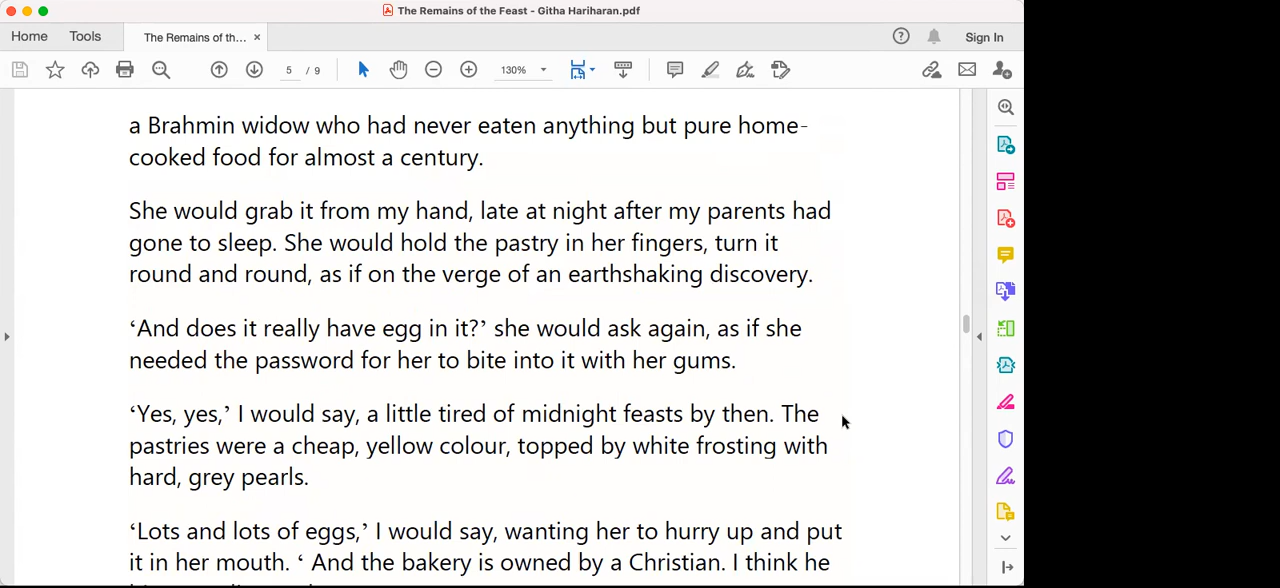 The Remains of the Feast - Githa Hariharan.pdf
Home Tools The Remains of th... × Sign In
5 / 9 130%
a Brahmin widow who had never eaten anything but pure home-
cooked food for almost a century.
She would grab it from my hand, late at night after my parents had
gone to sleep. She would hold the pastry in her fingers, turn it
round and round, as if on the verge of an earthshaking discovery.
‘And does it really have egg in it?’ she would ask again, as if she
needed the password for her to bite into it with her gums.
‘Yes, yes,’ I would say, a little tired of midnight feasts by then. The
pastries were a cheap, yellow colour, topped by white frosting with
hard, grey pearls.
‘Lots and lots of eggs,’ I would say, wanting her to hurry up and put
it in her mouth. ‘ And the bakery is owned by a Christian. I think he